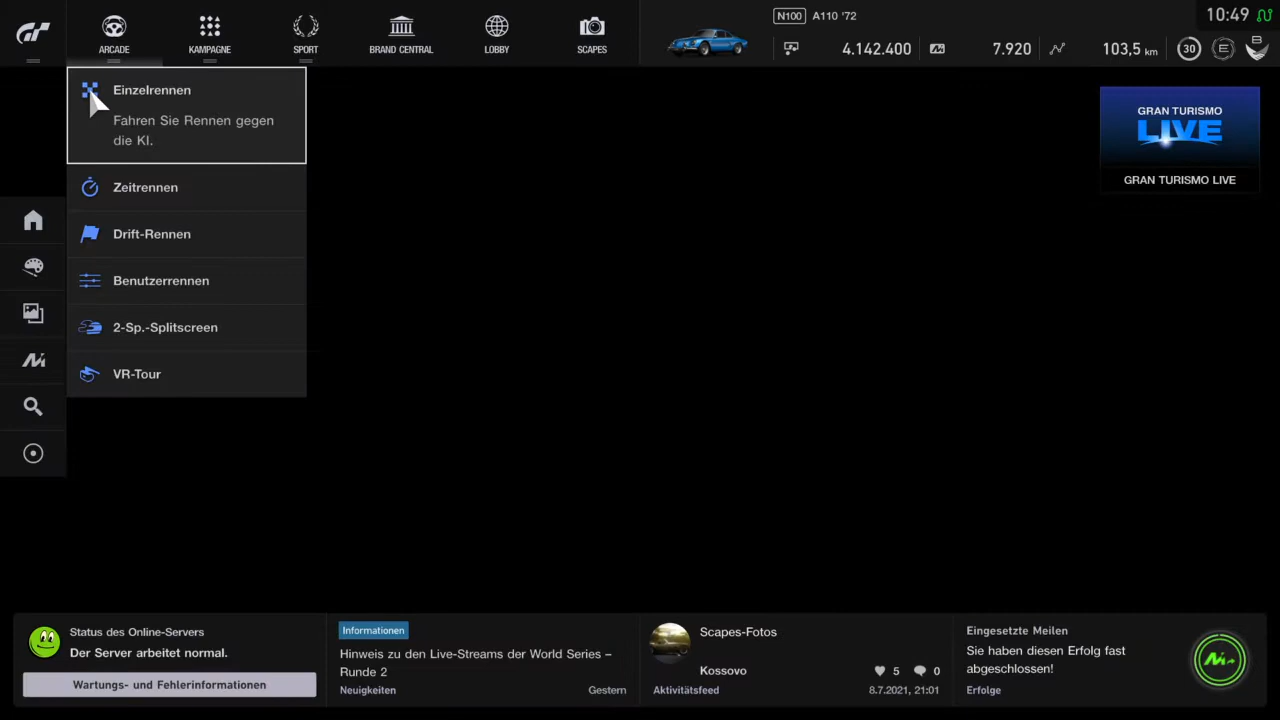 ARCADE
KAMPAGNE
SPORT
BRAND CENTRAL
LOBBY
SCAPES
N100 A110 '72
4.142.400
7.920
103,5 km
10:49
30
E
B
Einzelrennen
Fahren Sie Rennen gegen
die KI.
Zeitrennen
Drift-Rennen
Benutzerrennen
2-Sp.-Splitscreen
VR-Tour
GRAN TURISMO
LIVE
GRAN TURISMO LIVE
Status des Online-Servers
Der Server arbeitet normal.
Wartungs- und Fehlerinformationen
Informationen
Hinweis zu den Live-Streams der World Series –
Runde 2
Neuigkeiten
Gestern
Scapes-Fotos
Kossovo
5
0
Aktivitätsfeed
8.7.2021, 21:01
Eingesetzte Meilen
Sie haben diesen Erfolg fast
abgeschlossen!
Erfolge